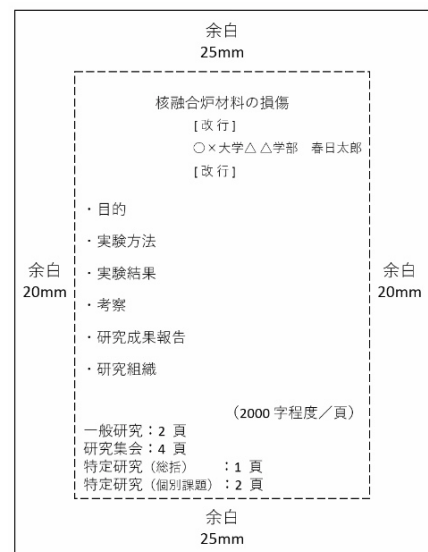 余白
25mm
核融合炉材料の損傷
[改行]
○×大学△△学部　春日太郎
[改行]
・目的
・実験方法
余白
20mm
・実験結果
余白
20mm
・考察
・研究成果報告
・研究組織
（2000 字程度／頁）
一般研究：2 頁
研究集会：4 頁
特定研究（総括）　　：1 頁
特定研究（個別課題）：2 頁
余白
25mm